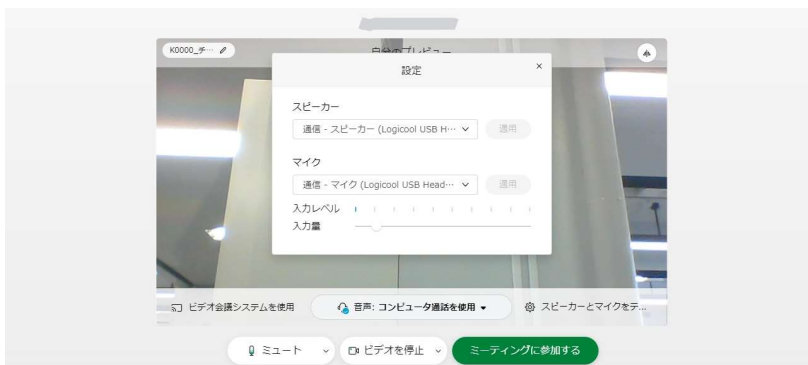 K0000_チ…
自分のプレビュー
設定
×
スピーカー
通信 - スピーカー (Logicool USB H…
適用
マイク
通信 - マイク (Logicool USB Head…
適用
入力レベル
入力量
ビデオ会議システムを使用
音声: コンピュータ通話を使用
スピーカーとマイクをテ…
ミュート
ビデオを停止
ミーティングに参加する